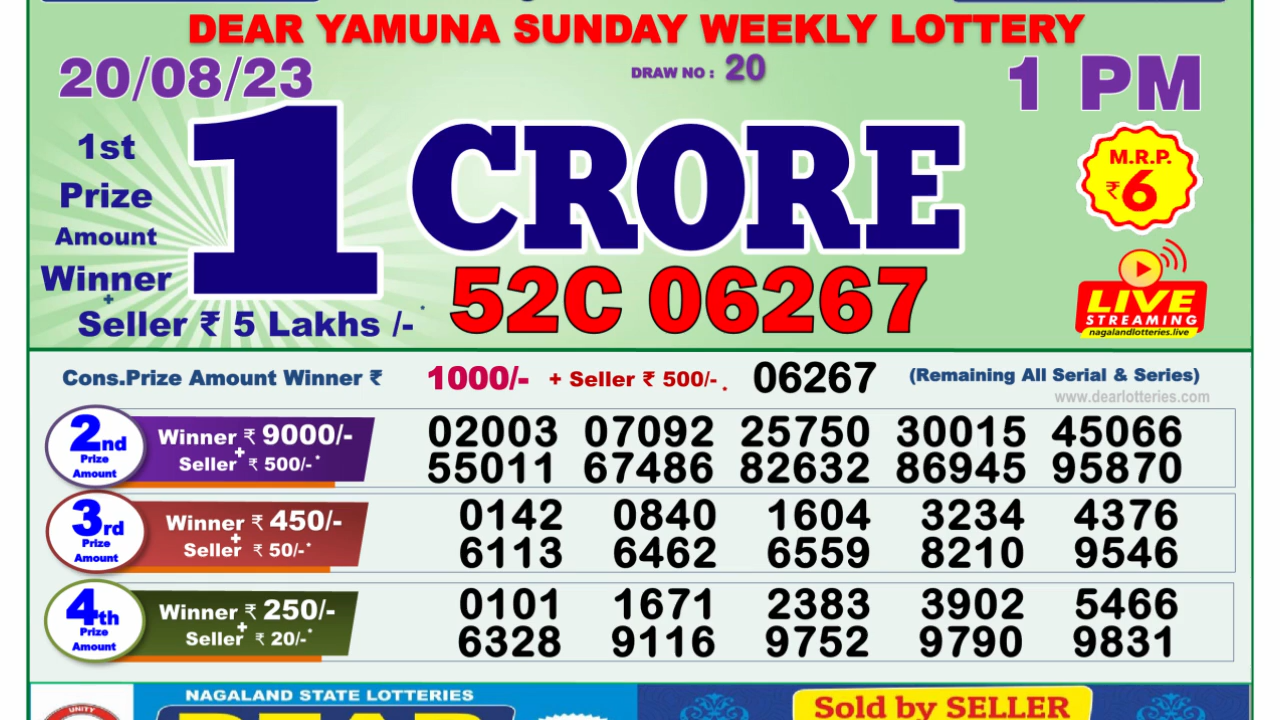 DEAR YAMUNA SUNDAY WEEKLY LOTTERY
20/08/23
DRAW NO : 20
1 PM
1st
Prize
Amount
Winner
+
Seller ₹ 5 Lakhs /- *
1 CRORE
52C 06267
M.R.P.
₹6
LIVE
STREAMING
nagalandlotteries.live
Cons.Prize Amount Winner ₹ 1000/- + Seller ₹ 500/- . 06267 (Remaining All Serial & Series)
www.dearlotteries.com
2nd
Prize
Amount
Winner ₹ 9000/-
+
Seller ₹ 500/-*
02003 07092 25750 30015 45066
55011 67486 82632 86945 95870
3rd
Prize
Amount
Winner ₹ 450/-
+
Seller ₹ 50/-*
0142 0840 1604 3234 4376
6113 6462 6559 8210 9546
4th
Prize
Amount
Winner ₹ 250/-
+
Seller ₹ 20/-*
0101 1671 2383 3902 5466
6328 9116 9752 9790 9831
UNITY
NAGALAND STATE LOTTERIES
DEAR
Sold by SELLER